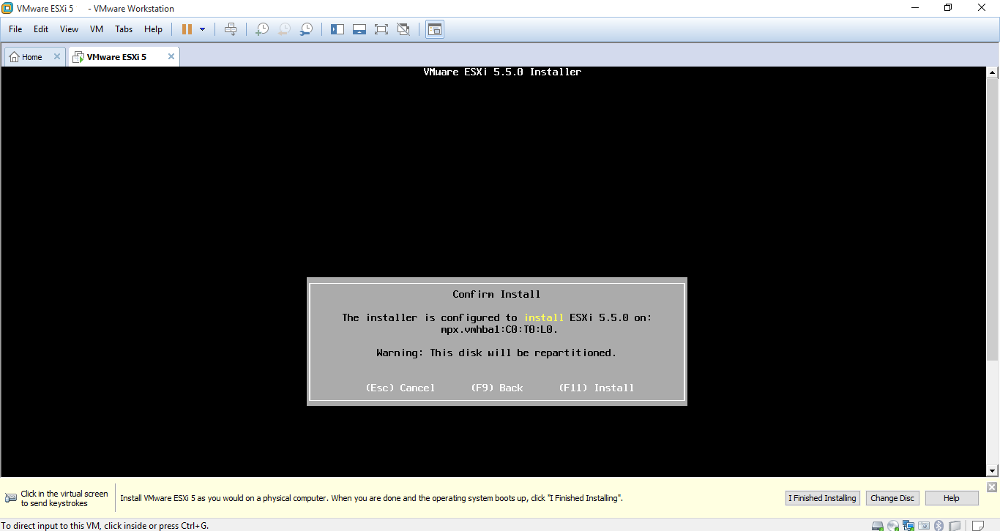 VMware ESXi 5 - VMware Workstation
File Edit View VM Tabs Help
Home VMware ESXi 5
VMware ESXi 5.5.0 Installer
Confirm Install
The installer is configured to install ESXi 5.5.0 on:
mpx.vmhba1:C0:T0:L0.
Warning: This disk will be repartitioned.
(Esc) Cancel (F9) Back (F11) Install
Click in the virtual screen
to send keystrokes
Install VMware ESXi 5 as you would on a physical computer. When you are done and the operating system boots up, click "I Finished Installing".
I Finished Installing Change Disc Help
To direct input to this VM, click inside or press Ctrl+G.